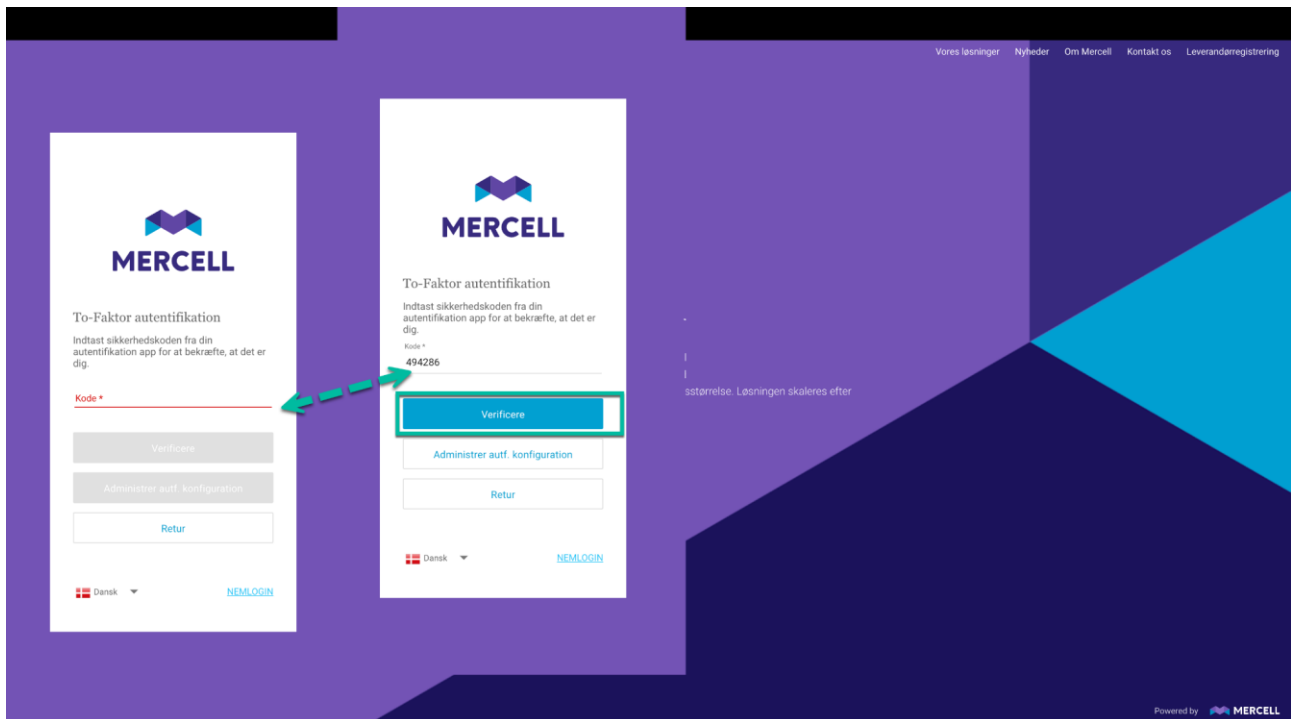 Vores løsninger Nyheder Om Mercell Kontakt os Leverandørregistrering
MERCELL
To-Faktor autentifikation
Indtast sikkerhedskoden fra din
autentifikation app for at bekræfte, at det er
dig.
Kode *
Verificere
Administrer autf. konfiguration
Retur
Dansk
NEMLOGIN
MERCELL
To-Faktor autentifikation
Indtast sikkerhedskoden fra din
autentifikation app for at bekræfte, at det er
dig.
Kode *
494286
Verificere
Administrer autf. konfiguration
Retur
Dansk
NEMLOGIN
sstørrelse. Løsningen skaleres efter
Powered by MERCELL